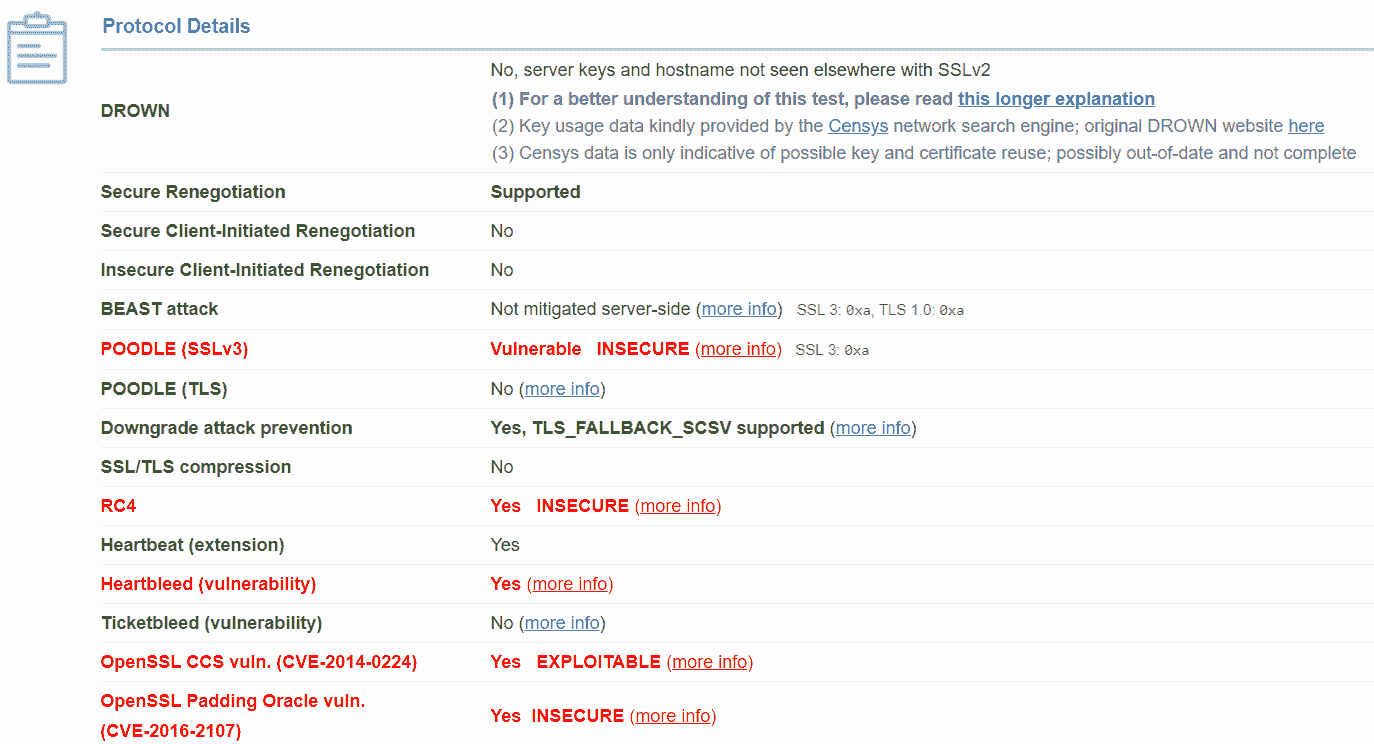 Protocol Details
No, server keys and hostname not seen elsewhere with SSLv2
(1) For a better understanding of this test, please read this longer explanation
DROWN
(2) Key usage data kindly provided by the Censys network search engine; original DROWN website here
(3) Censys data is only indicative of possible key and certificate reuse; possibly out-of-date and not complete
Secure Renegotiation Supported
Secure Client-Initiated Renegotiation No
Insecure Client-Initiated Renegotiation No
BEAST attack Not mitigated server-side (more info) SSL 3: 0xa, TLS 1.0: 0xa
POODLE (SSLv3) Vulnerable INSECURE (more info) SSL 3: 0xa
POODLE (TLS) No (more info)
Downgrade attack prevention Yes, TLS_FALLBACK_SCSV supported (more info)
SSL/TLS compression No
RC4 Yes INSECURE (more info)
Heartbeat (extension) Yes
Heartbleed (vulnerability) Yes (more info)
Ticketbleed (vulnerability) No (more info)
OpenSSL CCS vuln. (CVE-2014-0224) Yes EXPLOITABLE (more info)
OpenSSL Padding Oracle vuln.
(CVE-2016-2107) Yes INSECURE (more info)